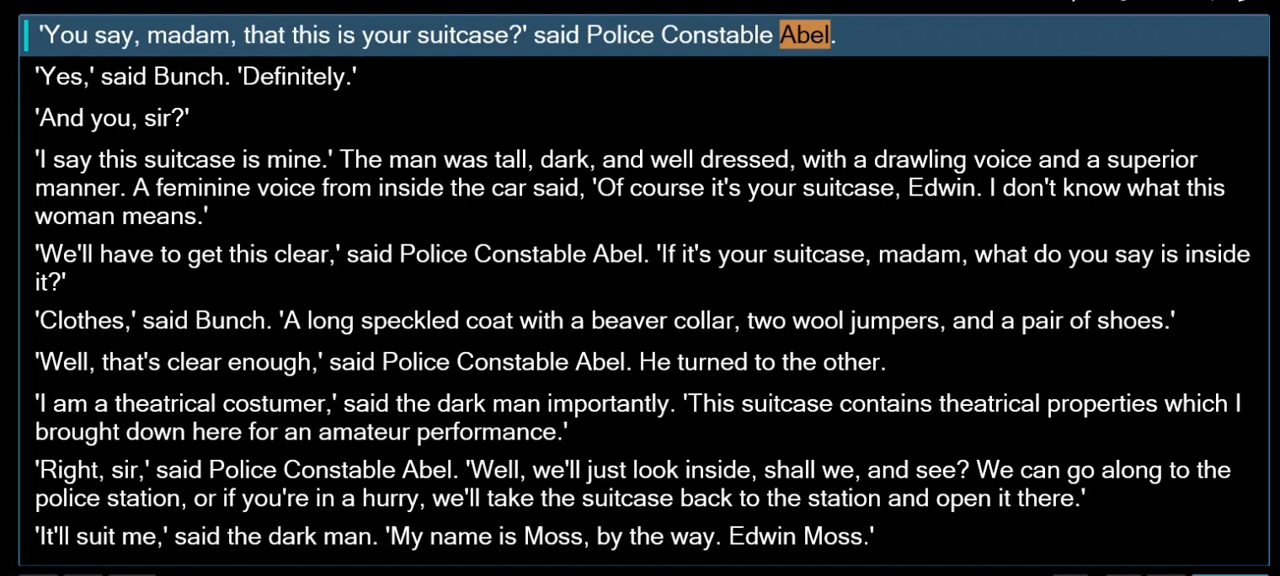 'You say, madam, that this is your suitcase?' said Police Constable Abel.
'Yes,' said Bunch. 'Definitely.'
'And you, sir?'
'I say this suitcase is mine.' The man was tall, dark, and well dressed, with a drawling voice and a superior
manner. A feminine voice from inside the car said, 'Of course it's your suitcase, Edwin. I don't know what this
woman means.'
'We'll have to get this clear,' said Police Constable Abel. 'If it's your suitcase, madam, what do you say is inside
it?'
'Clothes,' said Bunch. 'A long speckled coat with a beaver collar, two wool jumpers, and a pair of shoes.'
'Well, that's clear enough,' said Police Constable Abel. He turned to the other.
'I am a theatrical costumer,' said the dark man importantly. 'This suitcase contains theatrical properties which I
brought down here for an amateur performance.'
'Right, sir,' said Police Constable Abel. 'Well, we'll just look inside, shall we, and see? We can go along to the
police station, or if you're in a hurry, we'll take the suitcase back to the station and open it there.'
'It'll suit me,' said the dark man. 'My name is Moss, by the way. Edwin Moss.'